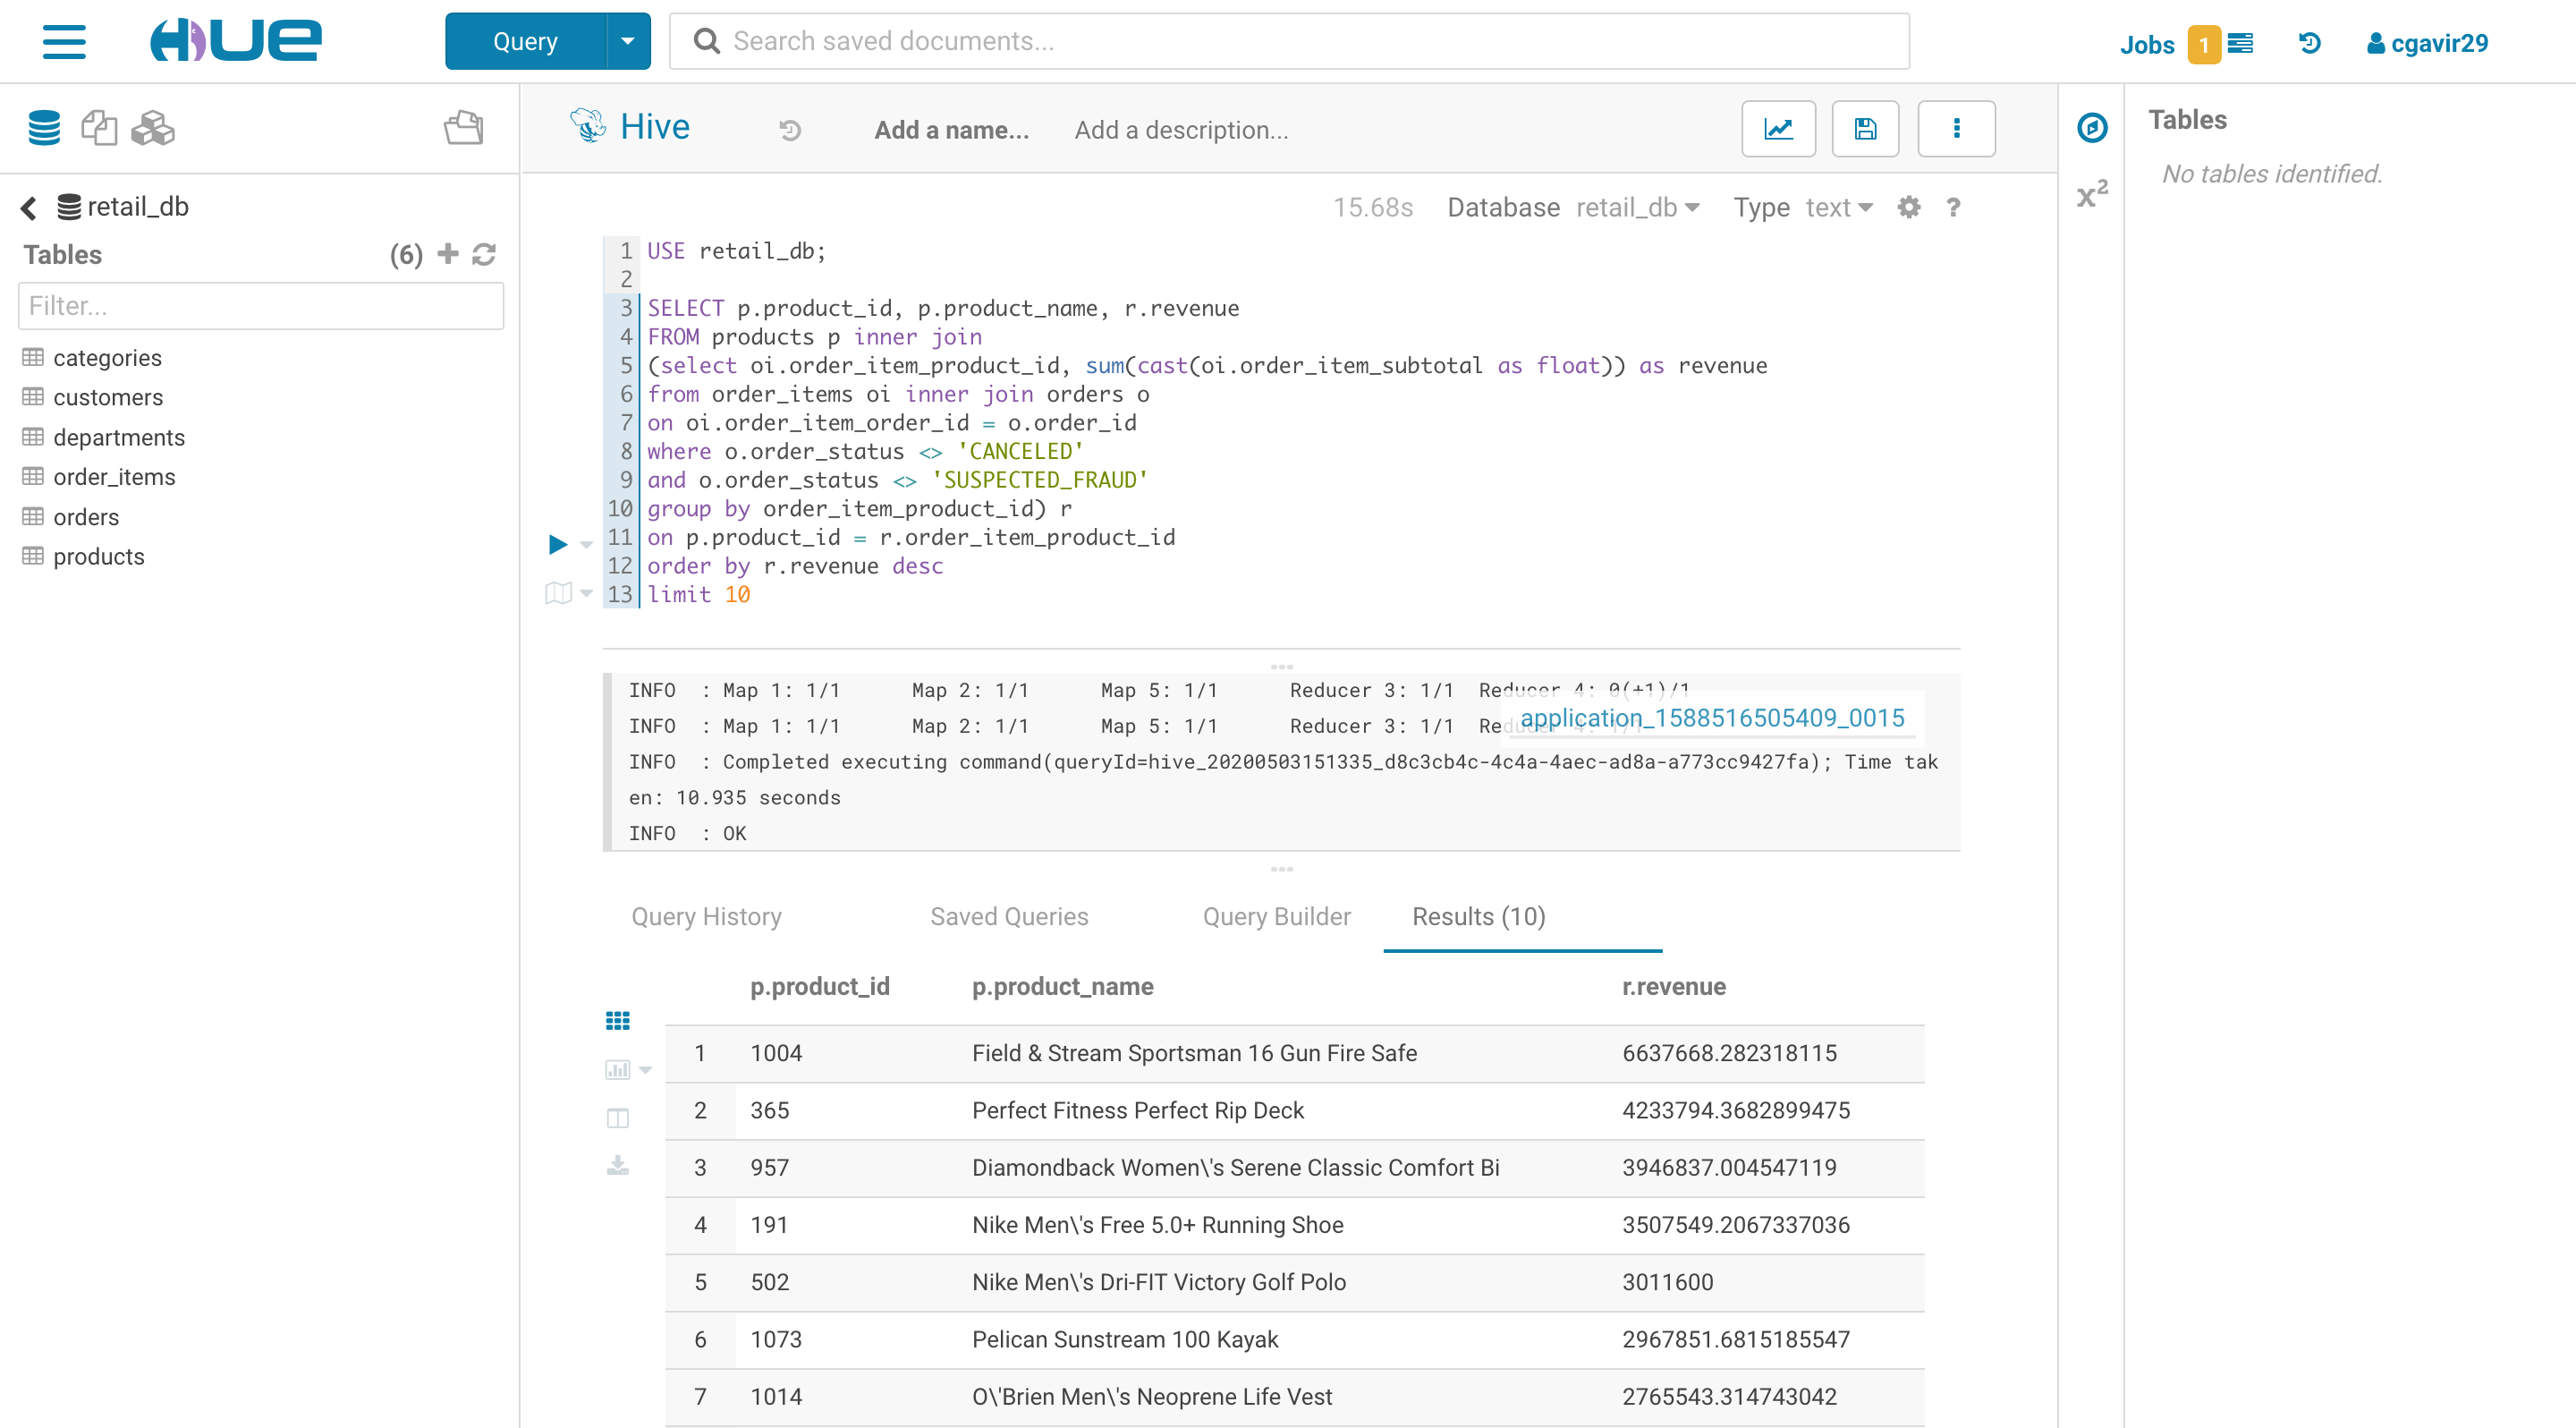 HUE
Query
Search saved documents...
Jobs 1
cgavir29
Hive
Add a name...
Add a description...
Tables
No tables identified.
x2
retail_db
Tables (6)
Filter...
categories
customers
departments
order_items
orders
products
15.68s Database retail_db Type text ?
1 USE retail_db;
2
3 SELECT p.product_id, p.product_name, r.revenue
4 FROM products p inner join
5 (select oi.order_item_product_id, sum(cast(oi.order_item_subtotal as float)) as revenue
6 from order_items oi inner join orders o
7 on oi.order_item_order_id = o.order_id
8 where o.order_status <> 'CANCELED'
9 and o.order_status <> 'SUSPECTED_FRAUD'
10 group by order_item_product_id) r
11 on p.product_id = r.order_item_product_id
12 order by r.revenue desc
13 limit 10
INFO : Map 1: 1/1 Map 2: 1/1 Map 5: 1/1 Reducer 3: 1/1 Reducer 4: 0(+1)/1
INFO : Map 1: 1/1 Map 2: 1/1 Map 5: 1/1 Reducer 3: 1/1 Reducer 4: 1/1
application_1588516505409_0015
INFO : Completed executing command(queryId=hive_20200503151335_d8c3cb4c-4c4a-4aec-ad8a-a773cc9427fa); Time tak
en: 10.935 seconds
INFO : OK
Query History Saved Queries Query Builder Results (10)
p.product_id p.product_name r.revenue
1 1004 Field & Stream Sportsman 16 Gun Fire Safe 6637668.282318115
2 365 Perfect Fitness Perfect Rip Deck 4233794.3682899475
3 957 Diamondback Women\'s Serene Classic Comfort Bi 3946837.004547119
4 191 Nike Men\'s Free 5.0+ Running Shoe 3507549.2067337036
5 502 Nike Men\'s Dri-FIT Victory Golf Polo 3011600
6 1073 Pelican Sunstream 100 Kayak 2967851.6815185547
7 1014 O\'Brien Men\'s Neoprene Life Vest 2765543.314743042